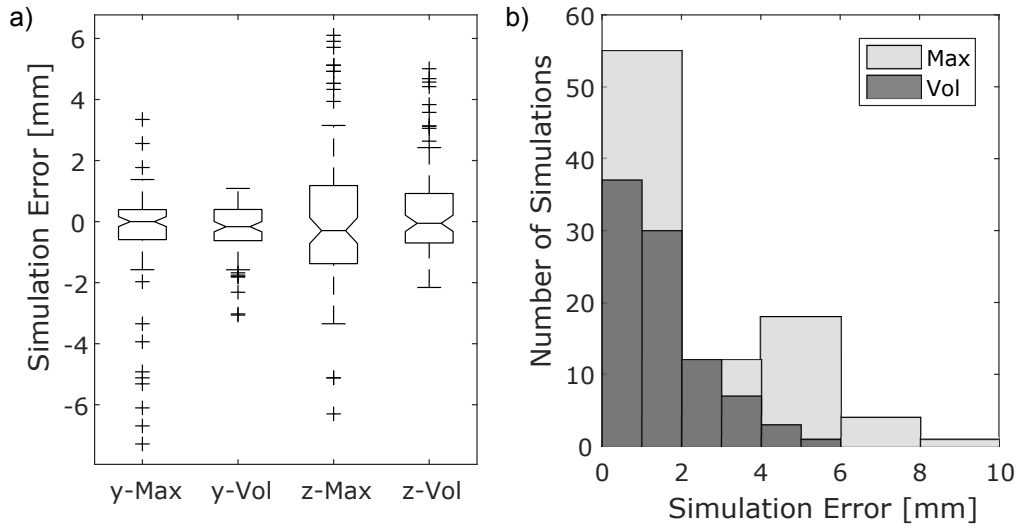 a)
Simulation Error [mm]
6
4
2
0
-2
-4
-6
y-Max y-Vol z-Max z-Vol
b)
Number of Simulations
60
50
40
30
20
10
0
Max
Vol
0 2 4 6 8 10
Simulation Error [mm]